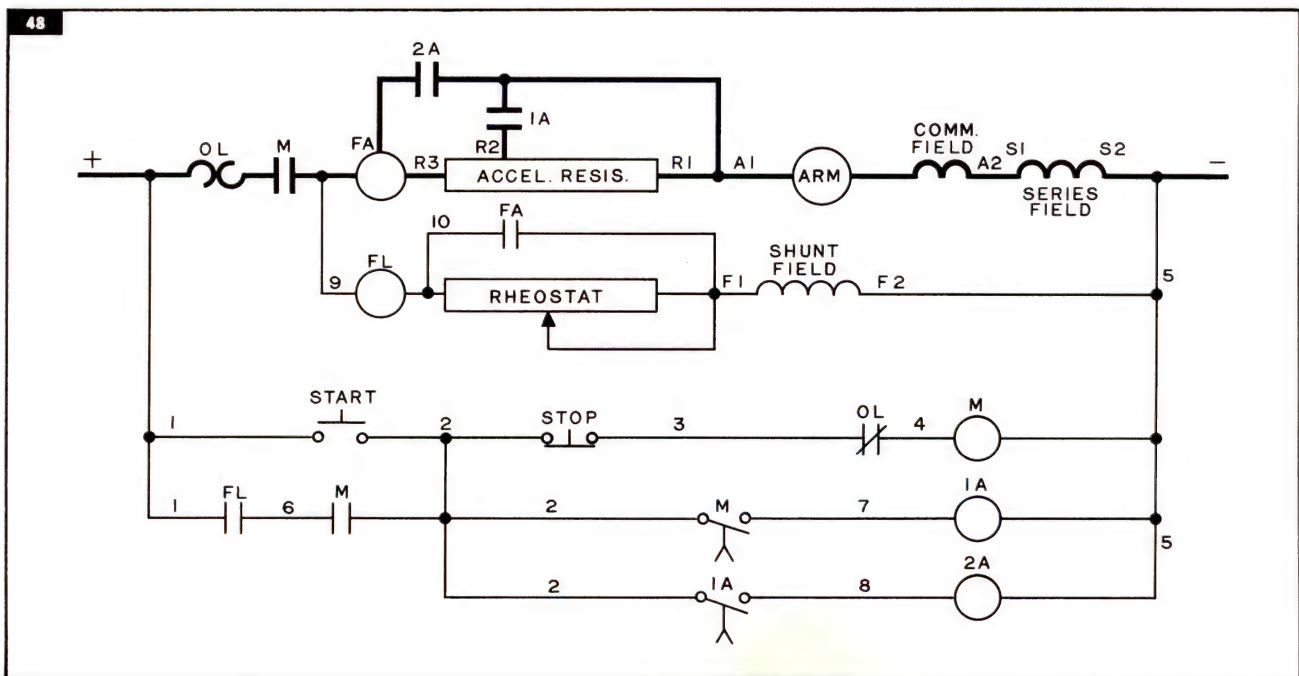 48
2A
1A
OL
M
FA
R3
R2
ACCEL. RESIS.
R1
A1
ARM
COMM.
FIELD
A2
S1
S2
SERIES
FIELD
+
−
10
FA
9
FL
RHEOSTAT
F1
SHUNT
FIELD
F2
5
START
STOP
OL
M
1
2
3
4
FL
M
M
1A
1
6
2
7
5
1A
2A
2
8